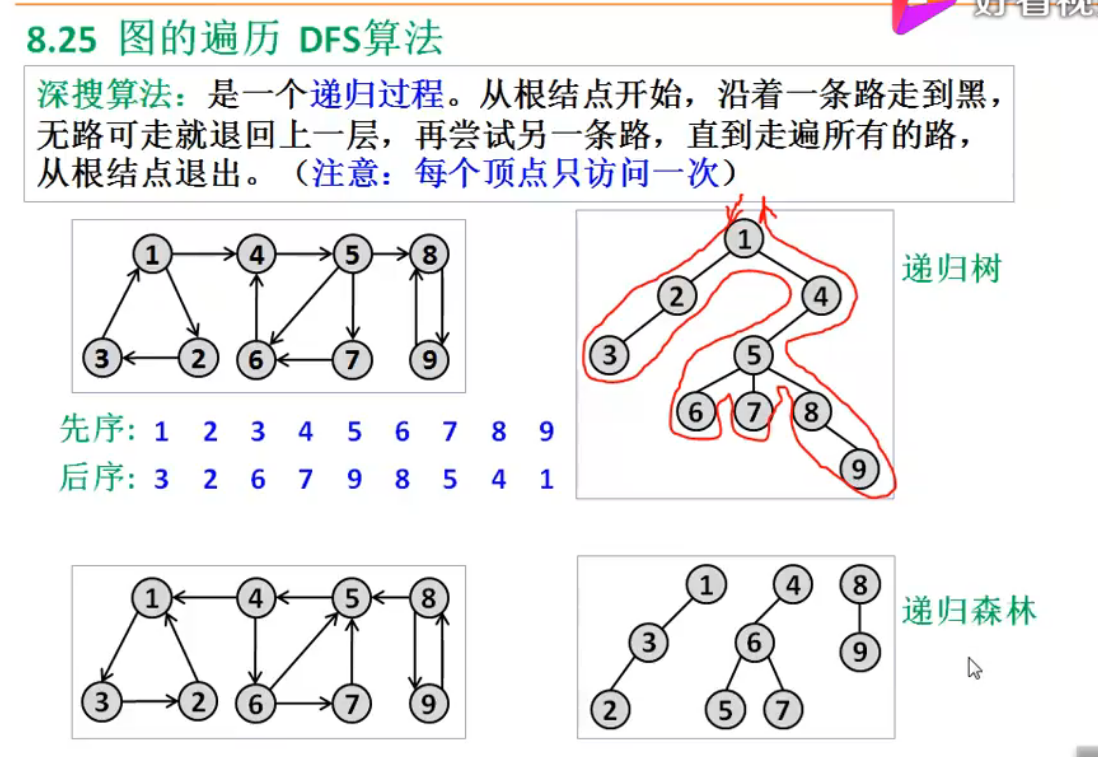 好看视
8.25 图的遍历 DFS算法
深搜算法：是一个递归过程。从根结点开始，沿着一条路走到黑，
无路可走就退回上一层，再尝试另一条路，直到走遍所有的路，
从根结点退出。（注意：每个顶点只访问一次）
1 4 5 8
3 2 6 7 9
先序: 1 2 3 4 5 6 7 8 9
后序: 3 2 6 7 9 8 5 4 1
1
2 4
3 5
6 7 8
9
递归树
1 4 5 8
3 2 6 7 9
1 4 8
3 6 9
2 5 7
递归森林